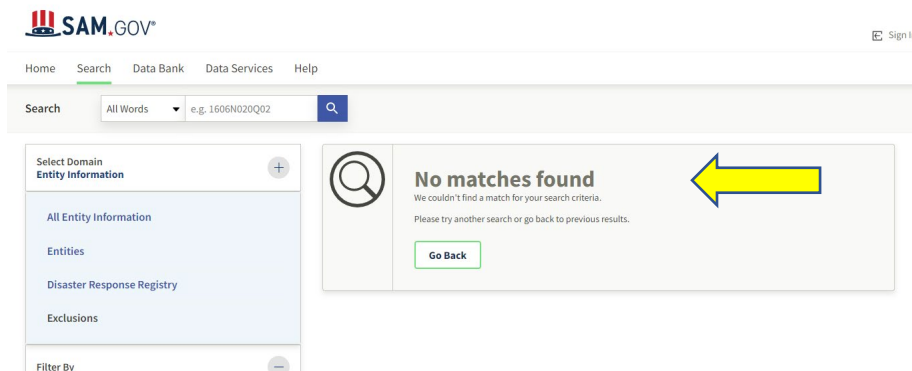 SAM.GOV®
Sign I
Home Search Data Bank Data Services Help
Search All Words e.g. 1606N020Q02
Select Domain
Entity Information
All Entity Information
Entities
Disaster Response Registry
Exclusions
Filter By
No matches found
We couldn't find a match for your search criteria.
Please try another search or go back to previous results.
Go Back